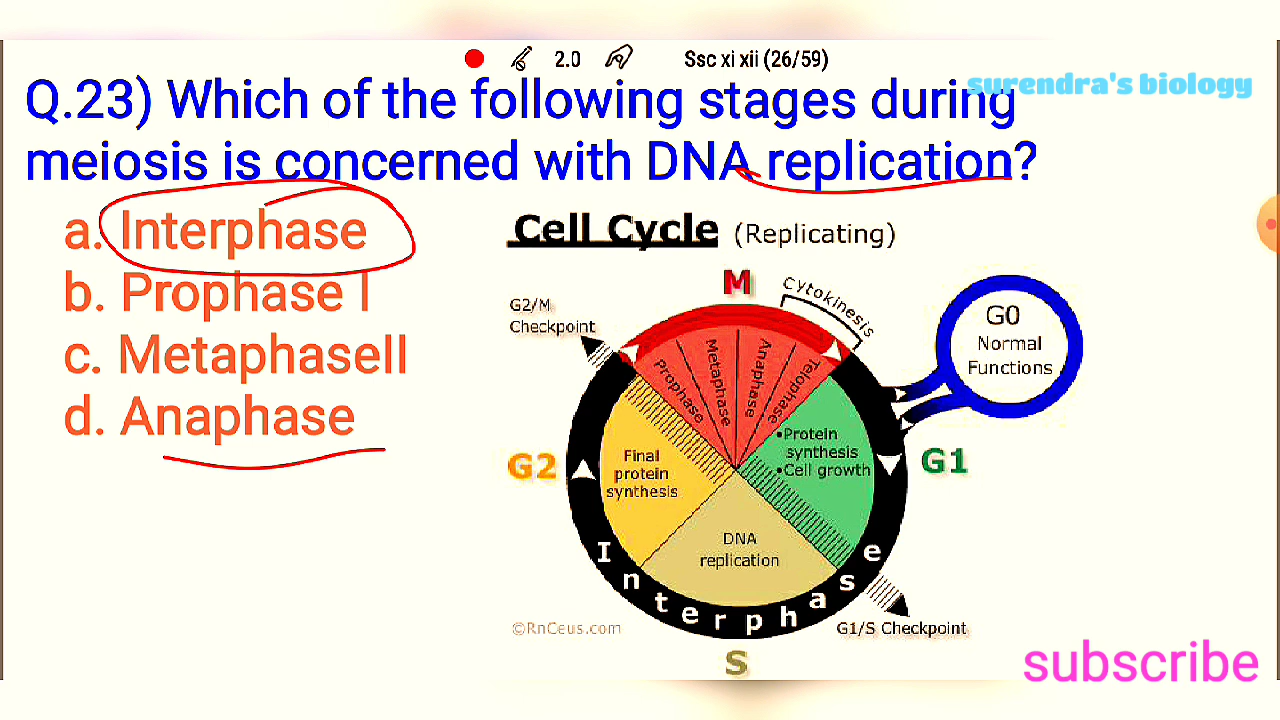 2.0 Ssc xi xii (26/59)
surendra's biology
Q.23) Which of the following stages during
meiosis is concerned with DNA replication?
a. Interphase
b. Prophase I
c. MetaphaseII
d. Anaphase
Cell Cycle (Replicating)
M
Cytokinesis
G2/M
Checkpoint
G0
Normal
Functions
Prophase
Metaphase
Anaphase
Telophase
•Protein
synthesis
•Cell growth
G1
G2
Final
protein
synthesis
DNA
replication
Interphase
©RnCeus.com
G1/S Checkpoint
S
subscribe